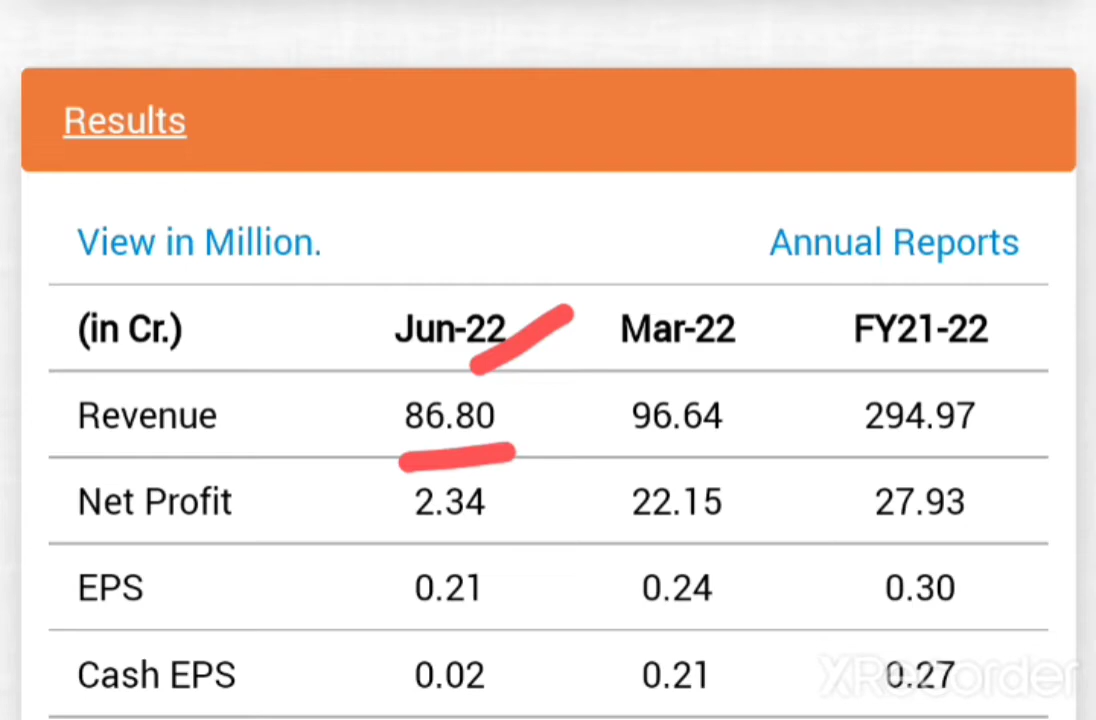 Results
View in Million. Annual Reports
(in Cr.) Jun-22 Mar-22 FY21-22
Revenue 86.80 96.64 294.97
Net Profit 2.34 22.15 27.93
EPS 0.21 0.24 0.30
Cash EPS 0.02 0.21 0.27
XRecorder